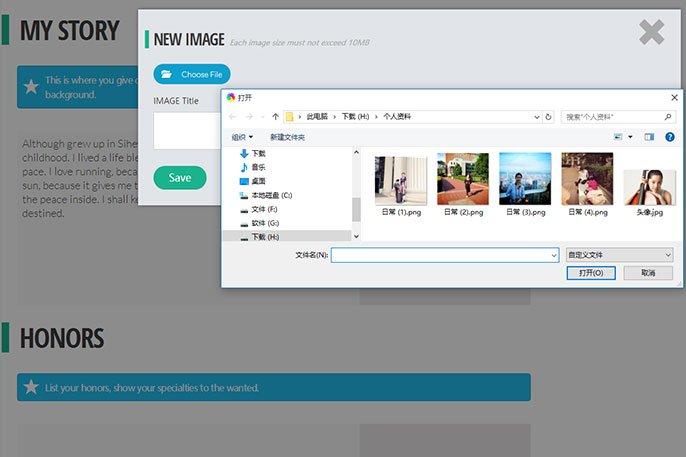 MY STORY
This is where you give
background.
Although grew up in Sihe
childhood. I lived a life ble
pace. I love running, beca
sun, because it gives me t
the peace inside. I shall k
destined.
NEW IMAGE Each image size must not exceed 10MB
Choose File
IMAGE Title
Save
打开
此电脑 > 下载 (H:) > 个人资料
搜索"个人资料"
组织 新建文件夹
下载
音乐
桌面
本地磁盘 (C:)
文件 (F:)
软件 (G:)
下载 (H:)
日常 (1).png 日常 (2).png 日常 (3).png 日常 (4).png 头像.jpg
文件名(N): 自定义文件
打开(O) 取消
HONORS
List your honors, show your specialties to the wanted.